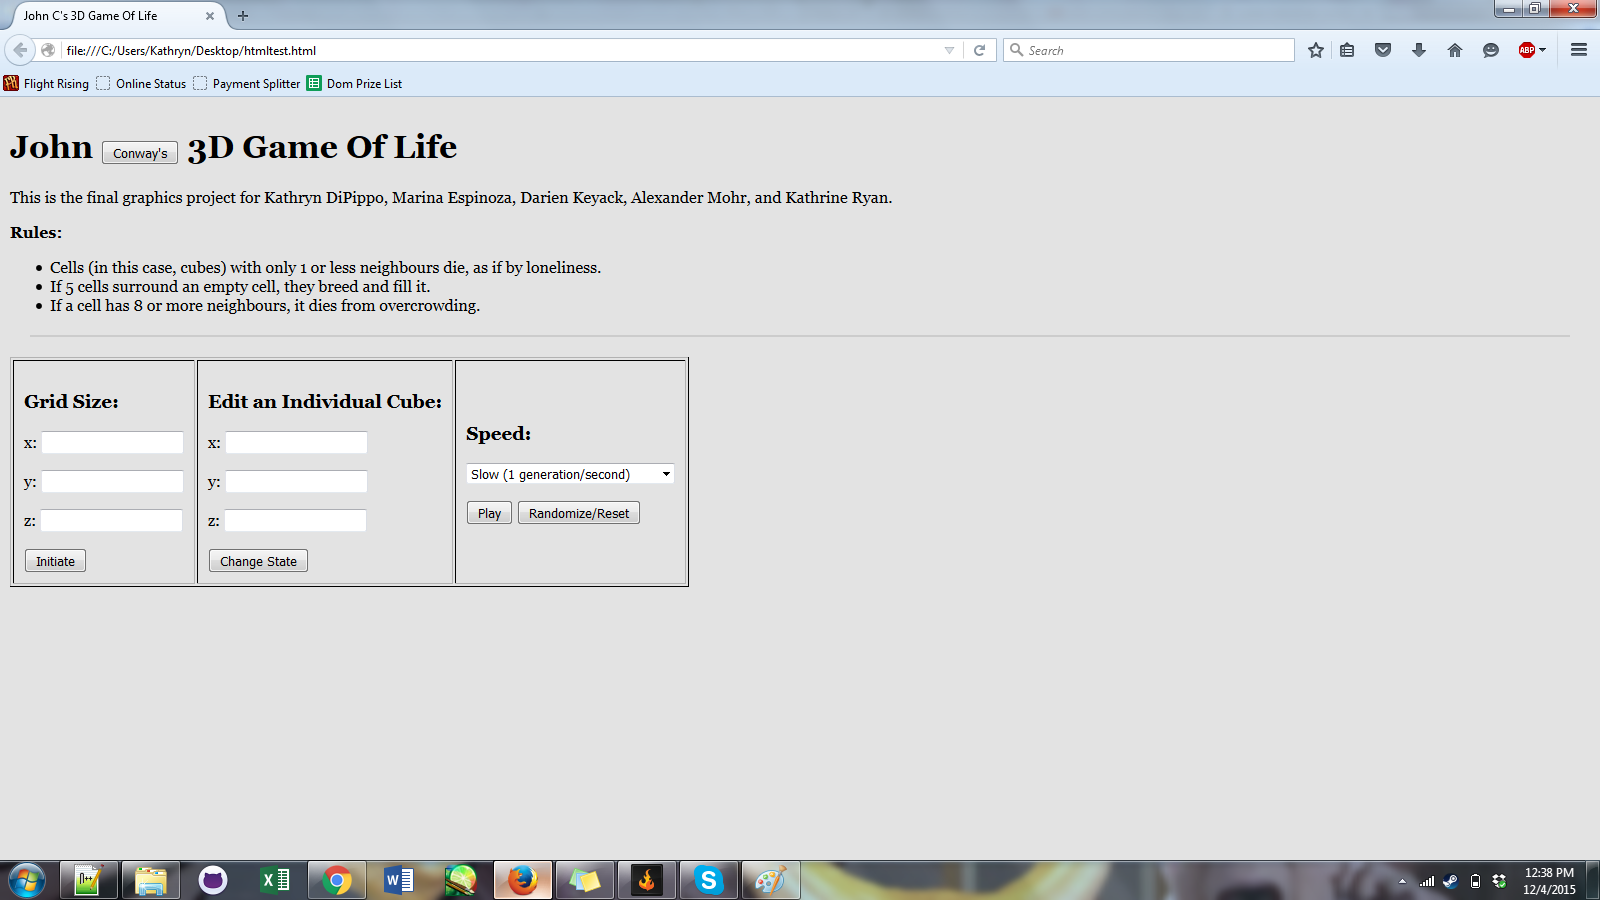 John C's 3D Game Of Life
file:///C:/Users/Kathryn/Desktop/htmltest.html
Search
ABP
Flight Rising Online Status Payment Splitter Dom Prize List
John Conway's 3D Game Of Life
This is the final graphics project for Kathryn DiPippo, Marina Espinoza, Darien Keyack, Alexander Mohr, and Kathrine Ryan.
Rules:
Cells (in this case, cubes) with only 1 or less neighbours die, as if by loneliness.
If 5 cells surround an empty cell, they breed and fill it.
If a cell has 8 or more neighbours, it dies from overcrowding.
Grid Size:
x:
y:
z:
Initiate
Edit an Individual Cube:
x:
y:
z:
Change State
Speed:
Slow (1 generation/second)
Play Randomize/Reset
12:38 PM
12/4/2015